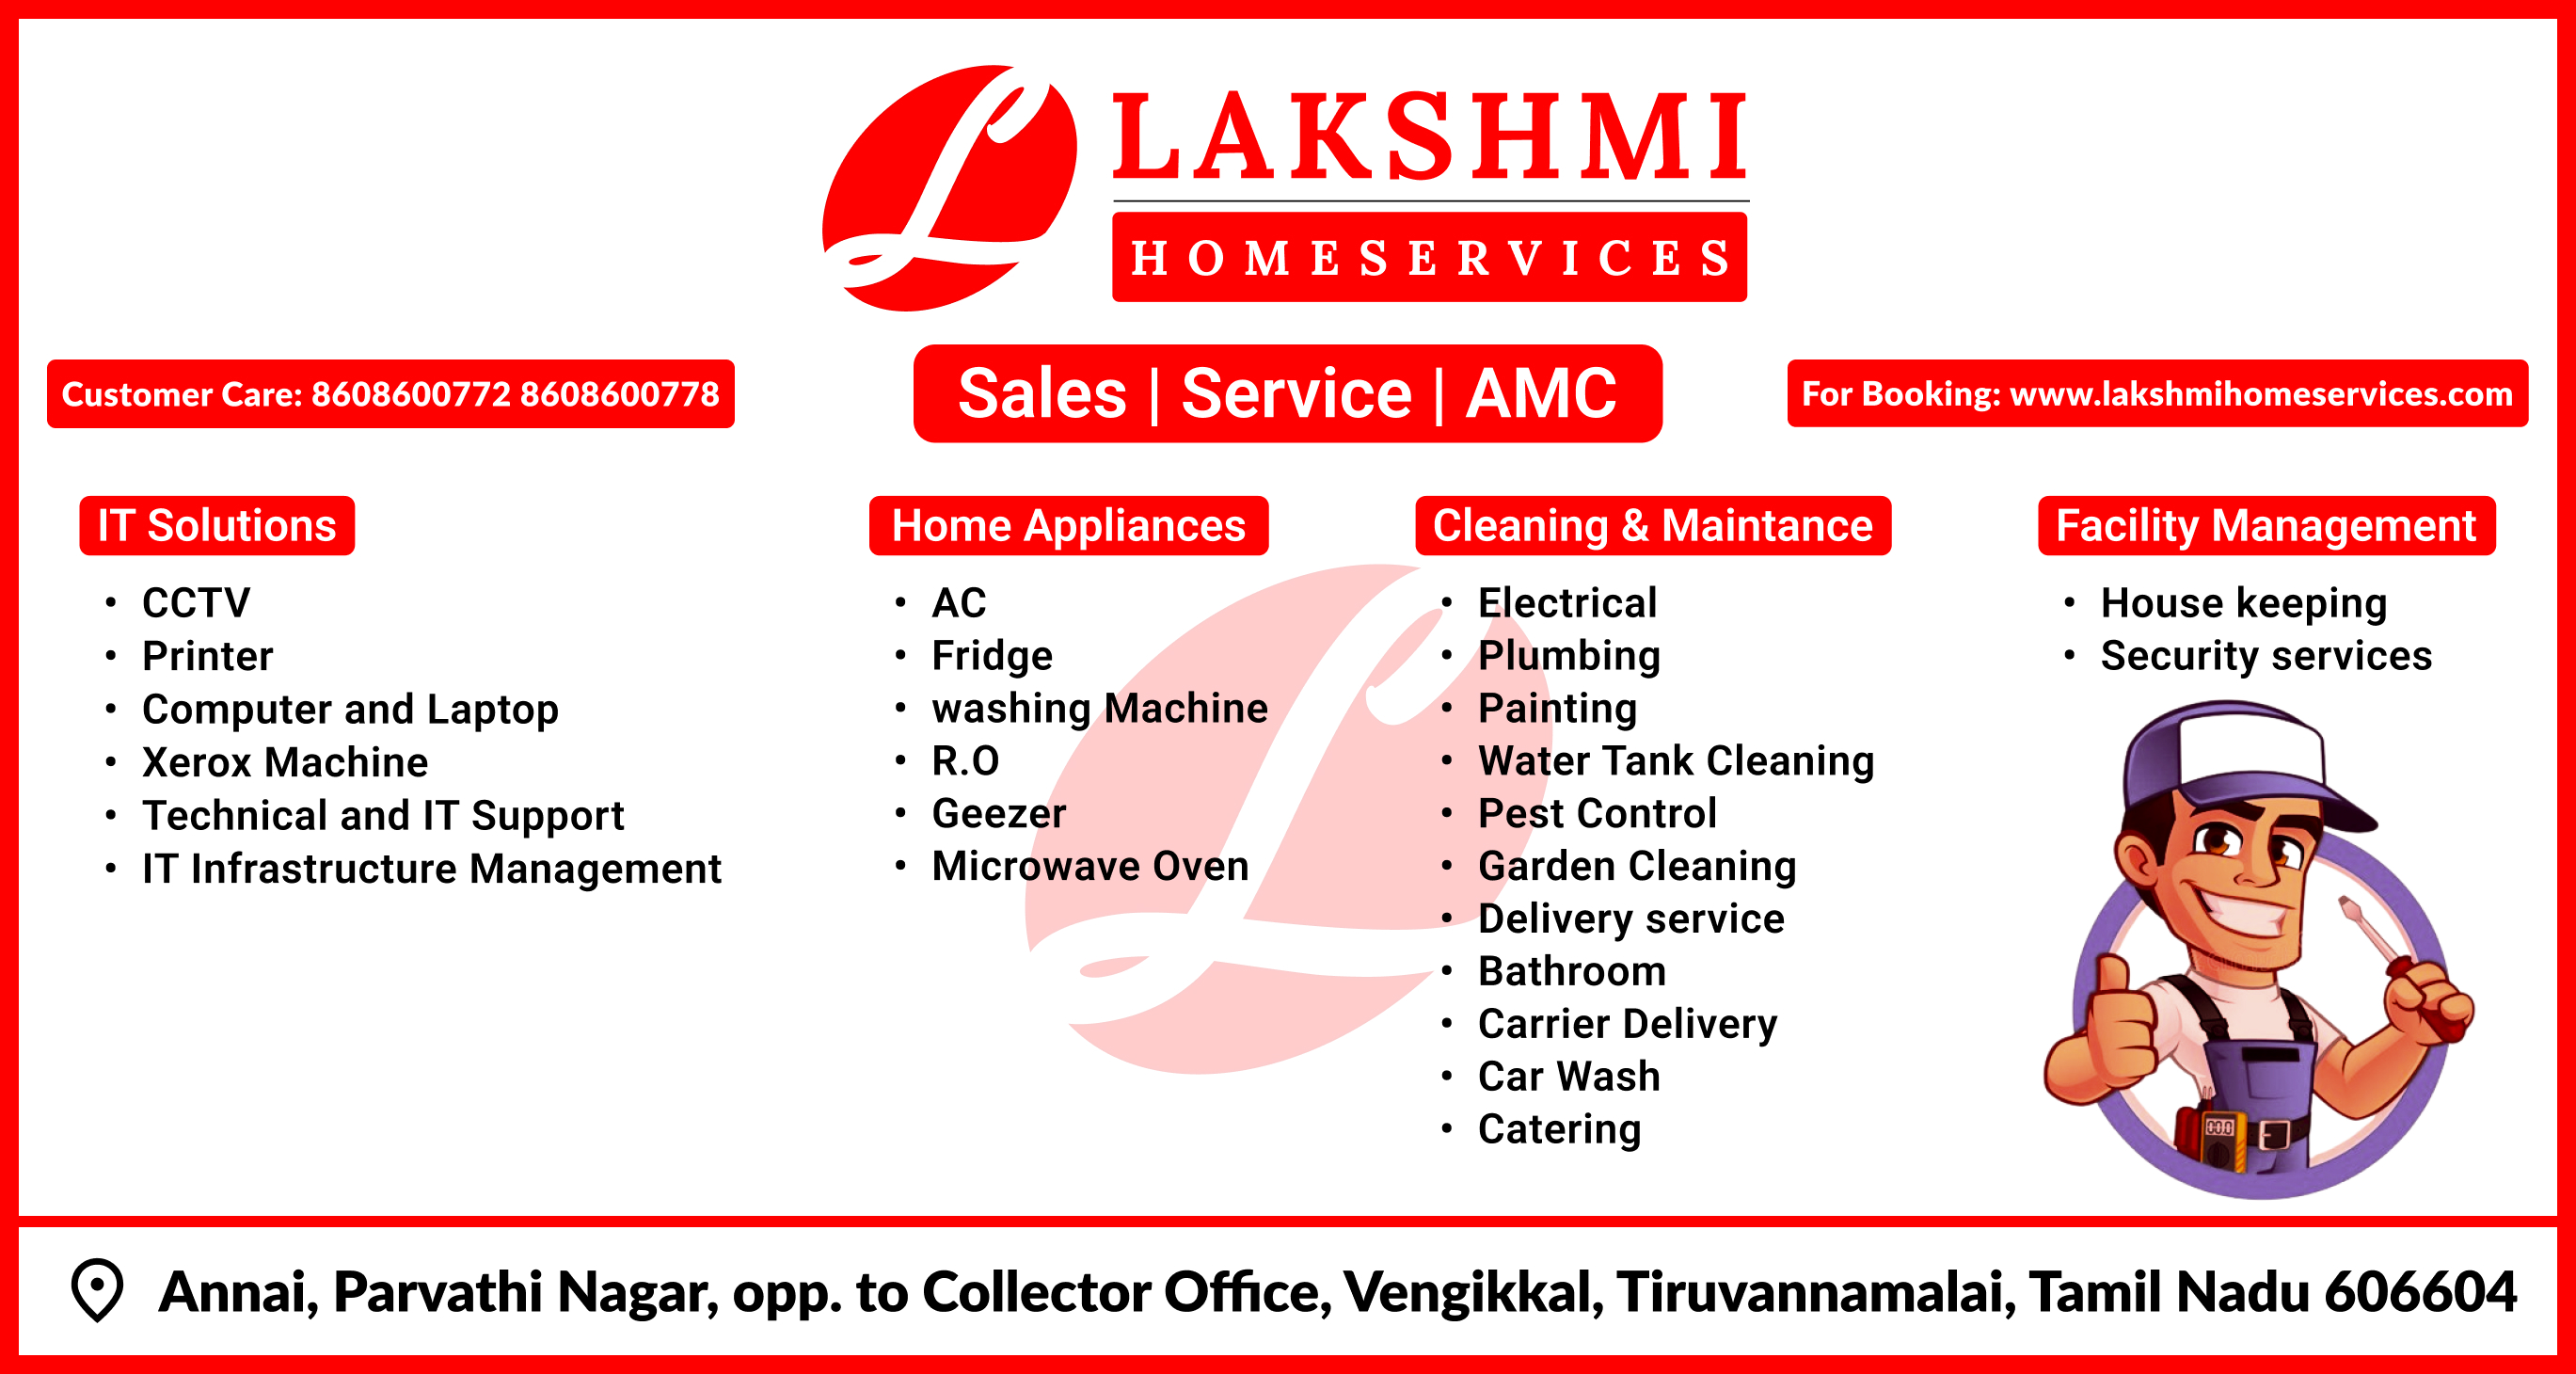 LAKSHMI
HOMESERVICES
Customer Care: 8608600772 8608600778
Sales | Service | AMC
For Booking: www.lakshmihomeservices.com
IT Solutions
• CCTV
• Printer
• Computer and Laptop
• Xerox Machine
• Technical and IT Support
• IT Infrastructure Management
Home Appliances
• AC
• Fridge
• washing Machine
• R.O
• Geezer
• Microwave Oven
Cleaning & Maintance
• Electrical
• Plumbing
• Painting
• Water Tank Cleaning
• Pest Control
• Garden Cleaning
• Delivery service
• Bathroom
• Carrier Delivery
• Car Wash
• Catering
Facility Management
• House keeping
• Security services
00.0
Annai, Parvathi Nagar, opp. to Collector Office, Vengikkal, Tiruvannamalai, Tamil Nadu 606604